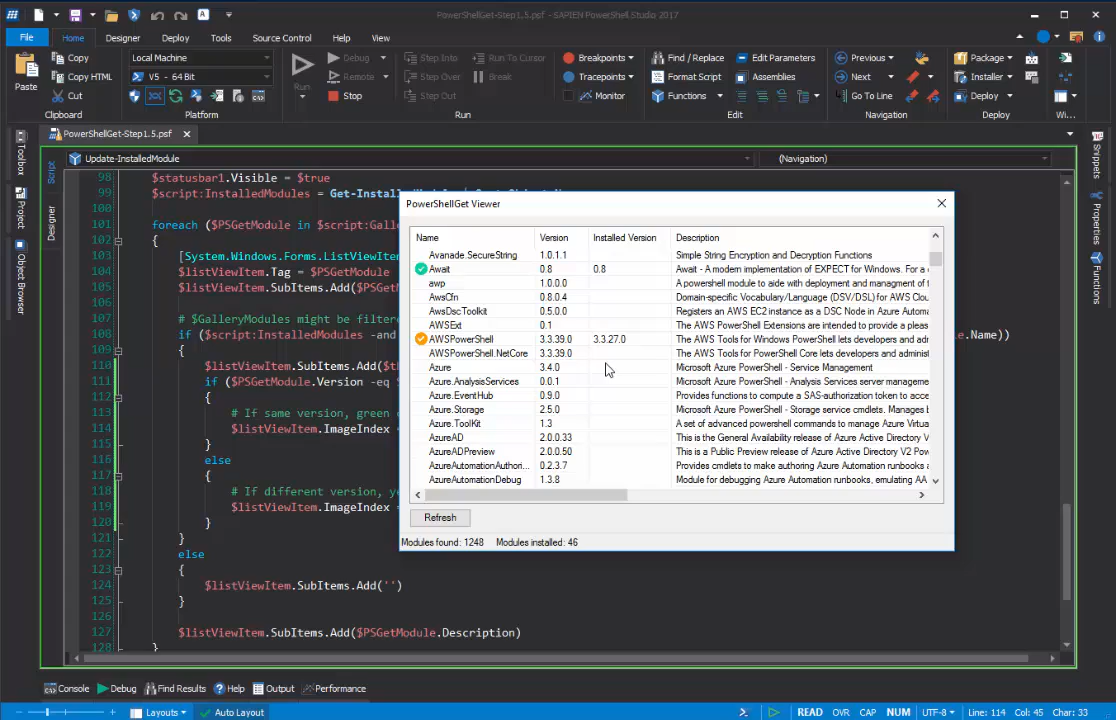 PowerShellGet-Step1.5.psf - SAPIEN PowerShell Studio 2017
File Home Designer Deploy Tools Source Control Help View
Paste Copy Copy HTML Cut
Clipboard
Local Machine
V5 - 64 Bit
Platform
Run Debug Remote Stop Step Into Step Over Step Out Run To Cursor Break
Run
Breakpoints Tracepoints Monitor
Find / Replace Format Script Functions Edit Parameters Assemblies
Edit
Previous Next Go To Line
Navigation
Package Installer Deploy
Deploy
Wi...
PowerShellGet-Step1.5.psf
Toolbox Project Object Browser
Script Designer
Snippets Properties Functions
Update-InstalledModule (Navigation)
98 $statusbar1.Visible = $true
99 $script:InstalledModules =
100
101 foreach ($PSGetModule in
102 {
103 [System.Windows.Forms.
104 $listViewItem.Tag = $PSGetModule
105 $listViewItem.SubItems.Add(
106
107 # $GalleryModules might be
108 if ($script:InstalledModules -and .Name))
109 {
110 $listViewItem.SubItems.Add(
111 if ($PSGetModule.Version -eq
112 {
113 # If same version, green
114 $listViewItem.ImageIndex =
115 }
116 else
117 {
118 # If different version,
119 $listViewItem.ImageIndex =
120 }
121 }
122 else
123 {
124 $listViewItem.SubItems.Add('')
125 }
126
127 $listViewItem.SubItems.Add($PSGetModule.Description)
128 }
PowerShellGet Viewer
Name Version Installed Version Description
Avanade.SecureString 1.0.1.1 Simple String Encryption and Decryption Functions
Await 0.8 0.8 Await - A modern implementation of EXPECT for Windows. For a
awp 1.0.0.0 A powershell module to aide with deployment and managment of
AwsCfn 0.8.0.4 Domain-specific Vocabulary/Language (DSV/DSL) for AWS
AwsDscToolkit 0.5.0.0 Registers an AWS EC2 instance as a DSC Node in Azure
AWSExt 0.1 The AWS PowerShell Extensions are intended to provide a
AWSPowerShell 3.3.39.0 3.3.27.0 The AWS Tools for Windows PowerShell lets developers and
AWSPowerShell.NetCore 3.3.39.0 The AWS Tools for PowerShell Core lets developers and
Azure 3.4.0 Microsoft Azure PowerShell - Service Management
Azure.AnalysisServices 0.0.1 Microsoft Azure PowerShell - Analysis Services server
Azure.EventHub 0.9.0 Provides functions to compute a SAS-authorization token to
Azure.Storage 2.5.0 Microsoft Azure PowerShell - Storage service cmdlets. Manages
Azure.ToolKit 1.3 A set of advanced powershell commands to manage Azure
AzureAD 2.0.0.33 This is the General Availability release of Azure Active Directory
AzureADPreview 2.0.0.50 This is a Public Preview release of Azure Active Directory
AzureAutomationAuthori... 0.2.3.7 Provides cmdlets to make authoring Azure Automation runbooks
AzureAutomationDebug 1.3.8 Module for debugging Azure Automation runbooks, emulating AA
Refresh
Modules found: 1248 Modules installed: 46
Console Debug Find Results Help Output Performance
Layouts Auto Layout READ OVR CAP NUM UTF-8 Line: 114 Col: 45 Char: 33